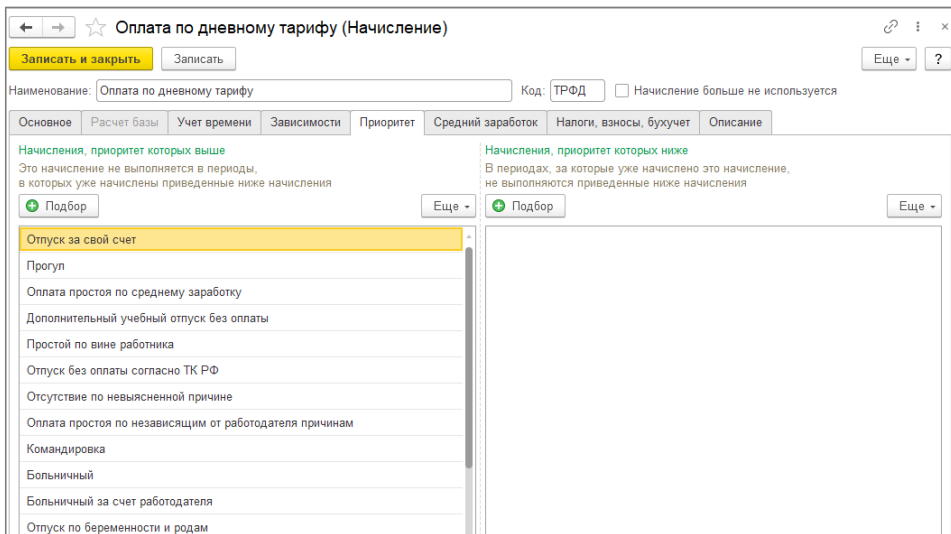 Оплата по дневному тарифу (Начисление)
Записать и закрыть
Записать
Еще
?
Наименование: Оплата по дневному тарифу
Код: ТРФД
Начисление больше не используется
Основное
Расчет базы
Учет времени
Зависимости
Приоритет
Средний заработок
Налоги, взносы, бухучет
Описание
Начисления, приоритет которых выше
Это начисление не выполняется в периоды,
в которых уже начислены приведенные ниже начисления
Подбор
Еще
Отпуск за свой счет
Прогул
Оплата простоя по среднему заработку
Дополнительный учебный отпуск без оплаты
Простой по вине работника
Отпуск без оплаты согласно ТК РФ
Отсутствие по невыясненной причине
Оплата простоя по независящим от работодателя причинам
Командировка
Больничный
Больничный за счет работодателя
Отпуск по беременности и родам
Начисления, приоритет которых ниже
В периодах, за которые уже начислено это начисление,
не выполняются приведенные ниже начисления
Подбор
Еще